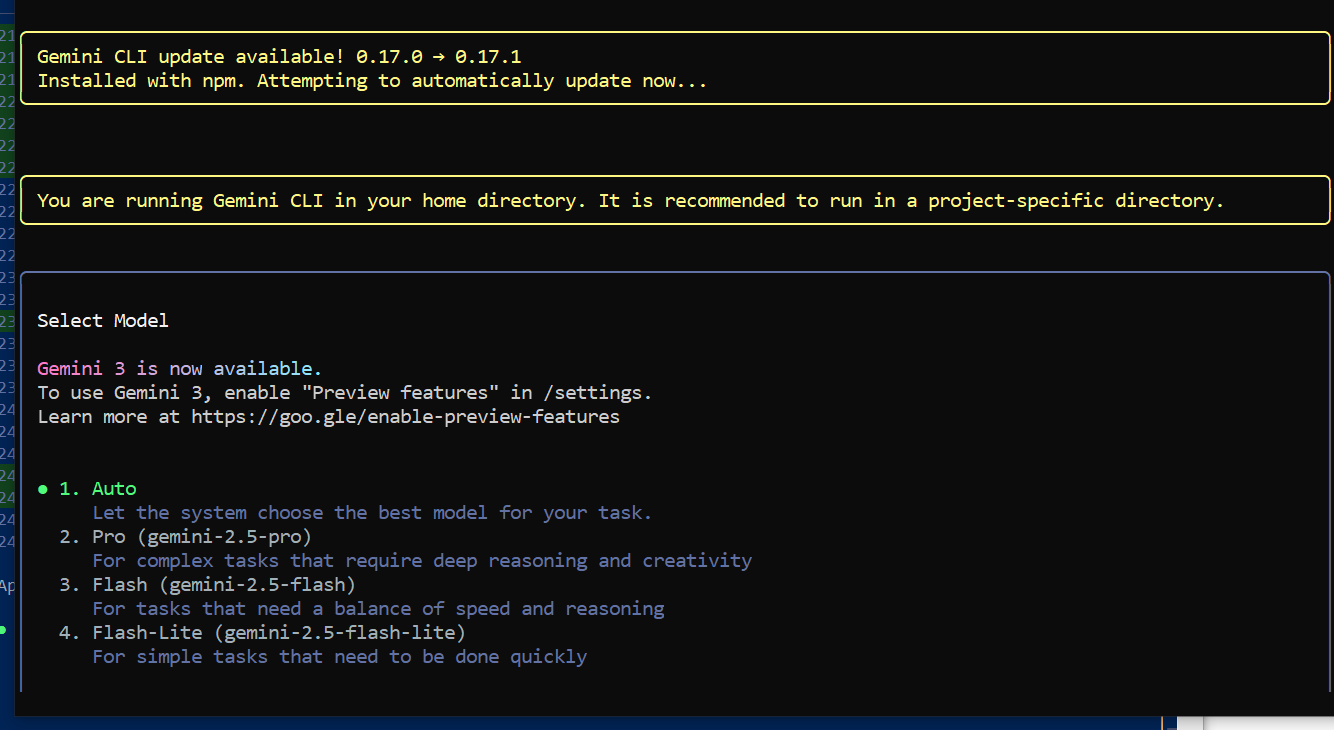 Gemini CLI update available! 0.17.0 → 0.17.1
Installed with npm. Attempting to automatically update now...
You are running Gemini CLI in your home directory. It is recommended to run in a project-specific directory.
Select Model
Gemini 3 is now available.
To use Gemini 3, enable "Preview features" in /settings.
Learn more at https://goo.gle/enable-preview-features
● 1. Auto
Let the system choose the best model for your task.
2. Pro (gemini-2.5-pro)
For complex tasks that require deep reasoning and creativity
3. Flash (gemini-2.5-flash)
For tasks that need a balance of speed and reasoning
4. Flash-Lite (gemini-2.5-flash-lite)
For simple tasks that need to be done quickly